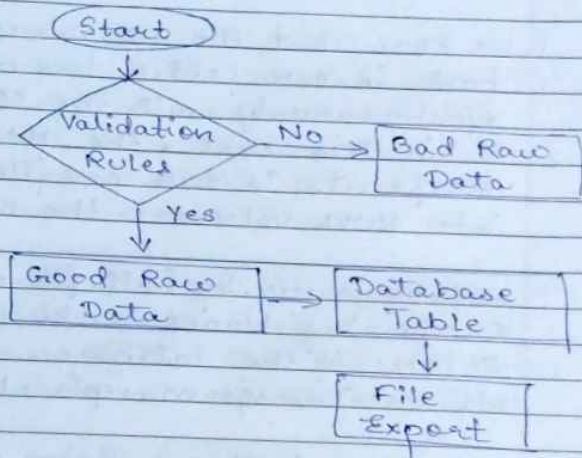 Start
Validation
Rules
No
Bad Raw
Data
Yes
Good Raw
Data
Database
Table
File
Export